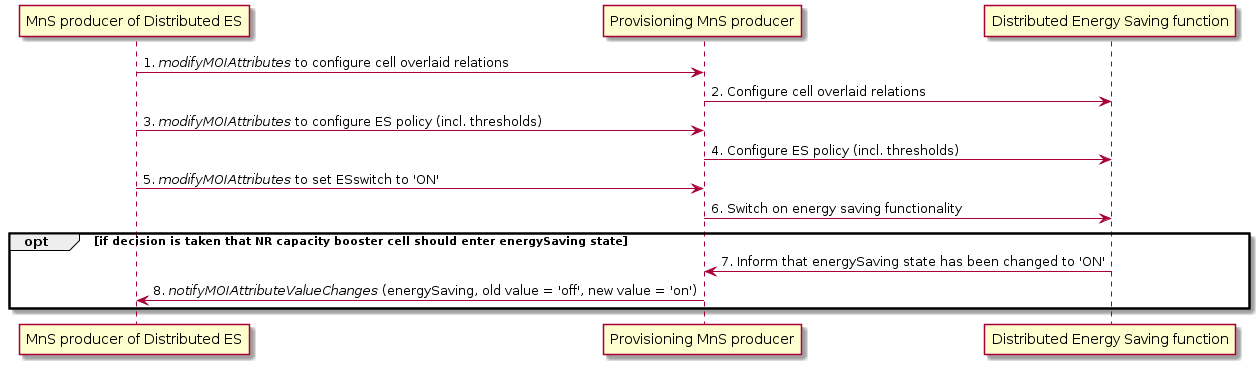 MnS producer of Distributed ES
Provisioning MnS producer
Distributed Energy Saving function
1. modifyMOIAttributes to configure cell overlaid relations
2. Configure cell overlaid relations
3. modifyMOIAttributes to configure ES policy (incl. thresholds)
4. Configure ES policy (incl. thresholds)
5. modifyMOIAttributes to set ESswitch to 'ON'
6. Switch on energy saving functionality
opt
[if decision is taken that NR capacity booster cell should enter energySaving state]
7. Inform that energySaving state has been changed to 'ON'
8. notifyMOIAttributeValueChanges (energySaving, old value = 'off', new value = 'on')
MnS producer of Distributed ES
Provisioning MnS producer
Distributed Energy Saving function